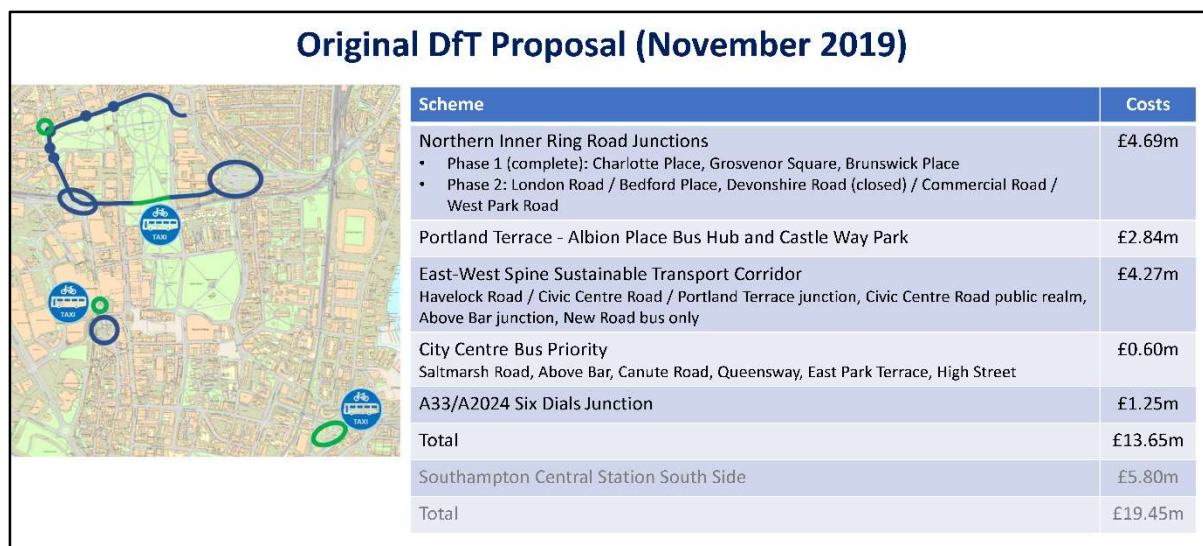 Original DfT Proposal (November 2019)
TAXI
TAXI
TAXI
Scheme Costs
Northern Inner Ring Road Junctions £4.69m
• Phase 1 (complete): Charlotte Place, Grosvenor Square, Brunswick Place
• Phase 2: London Road / Bedford Place, Devonshire Road (closed) / Commercial Road /
West Park Road
Portland Terrace - Albion Place Bus Hub and Castle Way Park £2.84m
East-West Spine Sustainable Transport Corridor £4.27m
Havelock Road / Civic Centre Road / Portland Terrace junction, Civic Centre Road public realm,
Above Bar junction, New Road bus only
City Centre Bus Priority £0.60m
Saltmarsh Road, Above Bar, Canute Road, Queensway, East Park Terrace, High Street
A33/A2024 Six Dials Junction £1.25m
Total £13.65m
Southampton Central Station South Side £5.80m
Total £19.45m